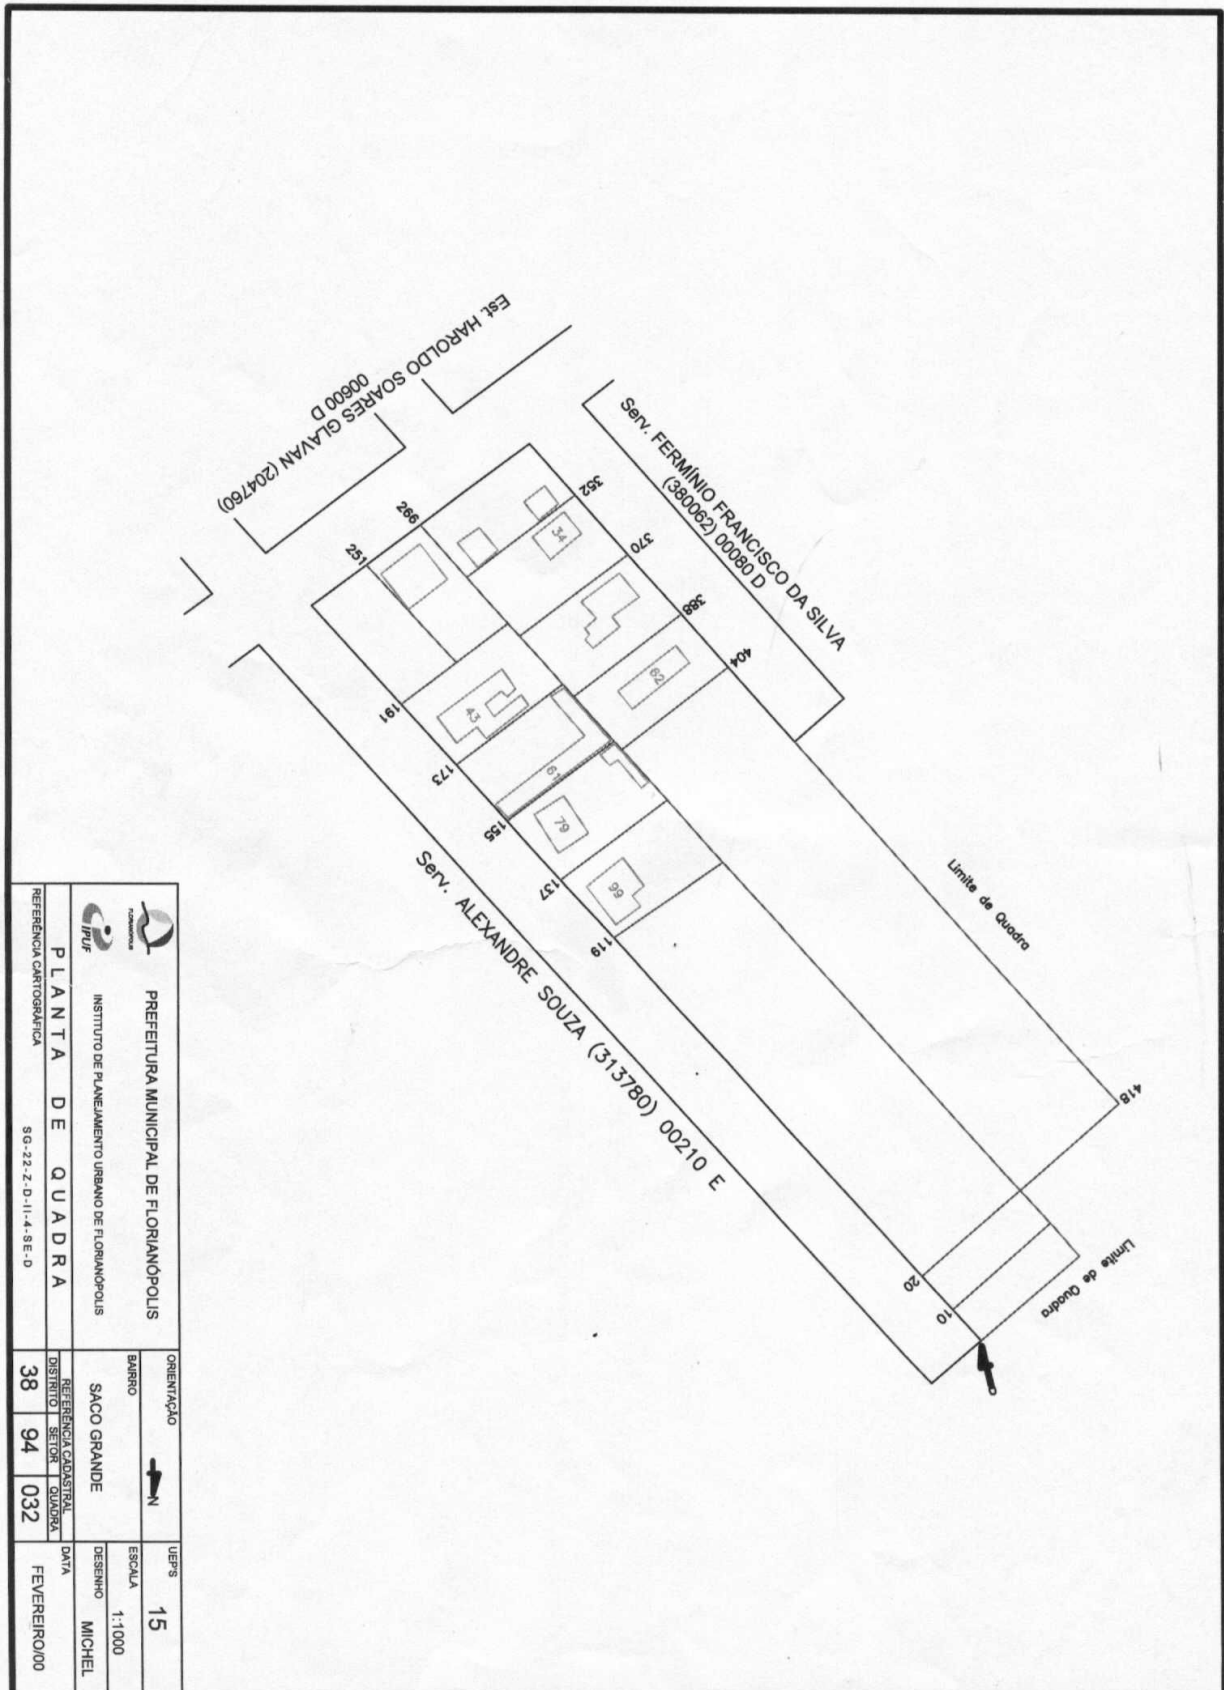 Est. HAROLDO SOARES GLAVAN (204760)
00600 D
Serv. FERMÍNIO FRANCISCO DA SILVA
(380062) 00080 D
Serv. ALEXANDRE SOUZA (313780) 00210 E
Limite de Quadra
Limite de Quadra
352
370
388
404
418
266
251
191
173
155
137
119
20
10
34
62
43
61
79
99
FLORIANÓPOLIS
IPUF
PREFEITURA MUNICIPAL DE FLORIANÓPOLIS
INSTITUTO DE PLANEJAMENTO URBANO DE FLORIANÓPOLIS
PLANTA DE QUADRA
REFERÊNCIA CARTOGRÁFICA
SG-22-Z-D-II-4-SE-D
ORIENTAÇÃO
N
BAIRRO
SACO GRANDE
REFERÊNCIA CADASTRAL
DISTRITO SETOR QUADRA
38 94 032
UEP'S
15
ESCALA
1:1000
DESENHO
MICHEL
DATA
FEVEREIRO/00